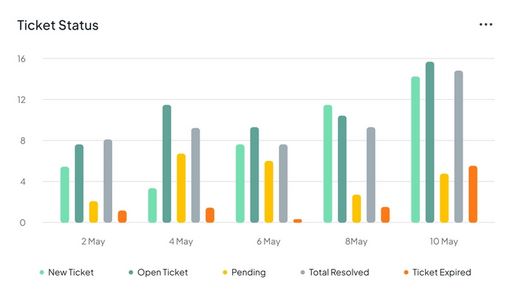 Ticket Status
16
12
8
4
0
2 May
4 May
6 May
8May
10 May
New Ticket
Open Ticket
Pending
Total Resolved
Ticket Expired